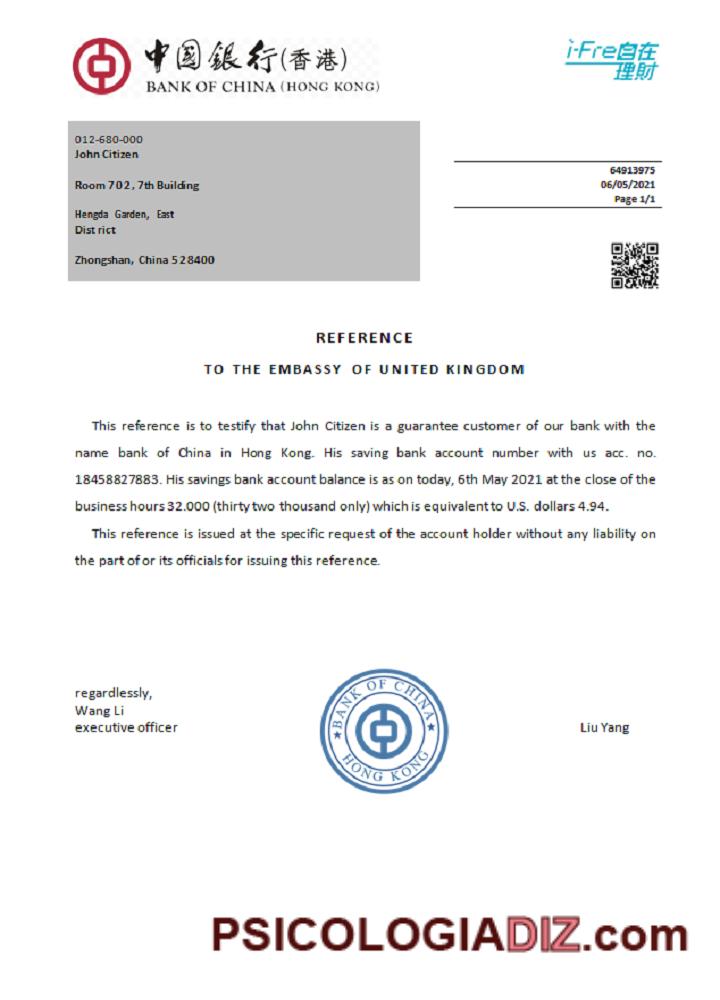 中國銀行(香港)
BANK OF CHINA (HONG KONG)
i-Fre自在
理財
012-680-000
John Citizen
Room 702, 7th Building
Hengda Garden, East
District
Zhongshan, China 528400
64913975
06/05/2021
Page 1/1
REFERENCE
TO THE EMBASSY OF UNITED KINGDOM
This reference is to testify that John Citizen is a guarantee customer of our bank with the
name bank of China in Hong Kong. His saving bank account number with us acc. no.
18458827883. His savings bank account balance is as on today, 6th May 2021 at the close of the
business hours 32.000 (thirty two thousand only) which is equivalent to U.S. dollars 4.94.
This reference is issued at the specific request of the account holder without any liability on
the part of or its officials for issuing this reference.
regardlessly,
Wang Li
executive officer
BANK OF CHINA
HONG KONG
Liu Yang
PSICOLOGIADIZ.com